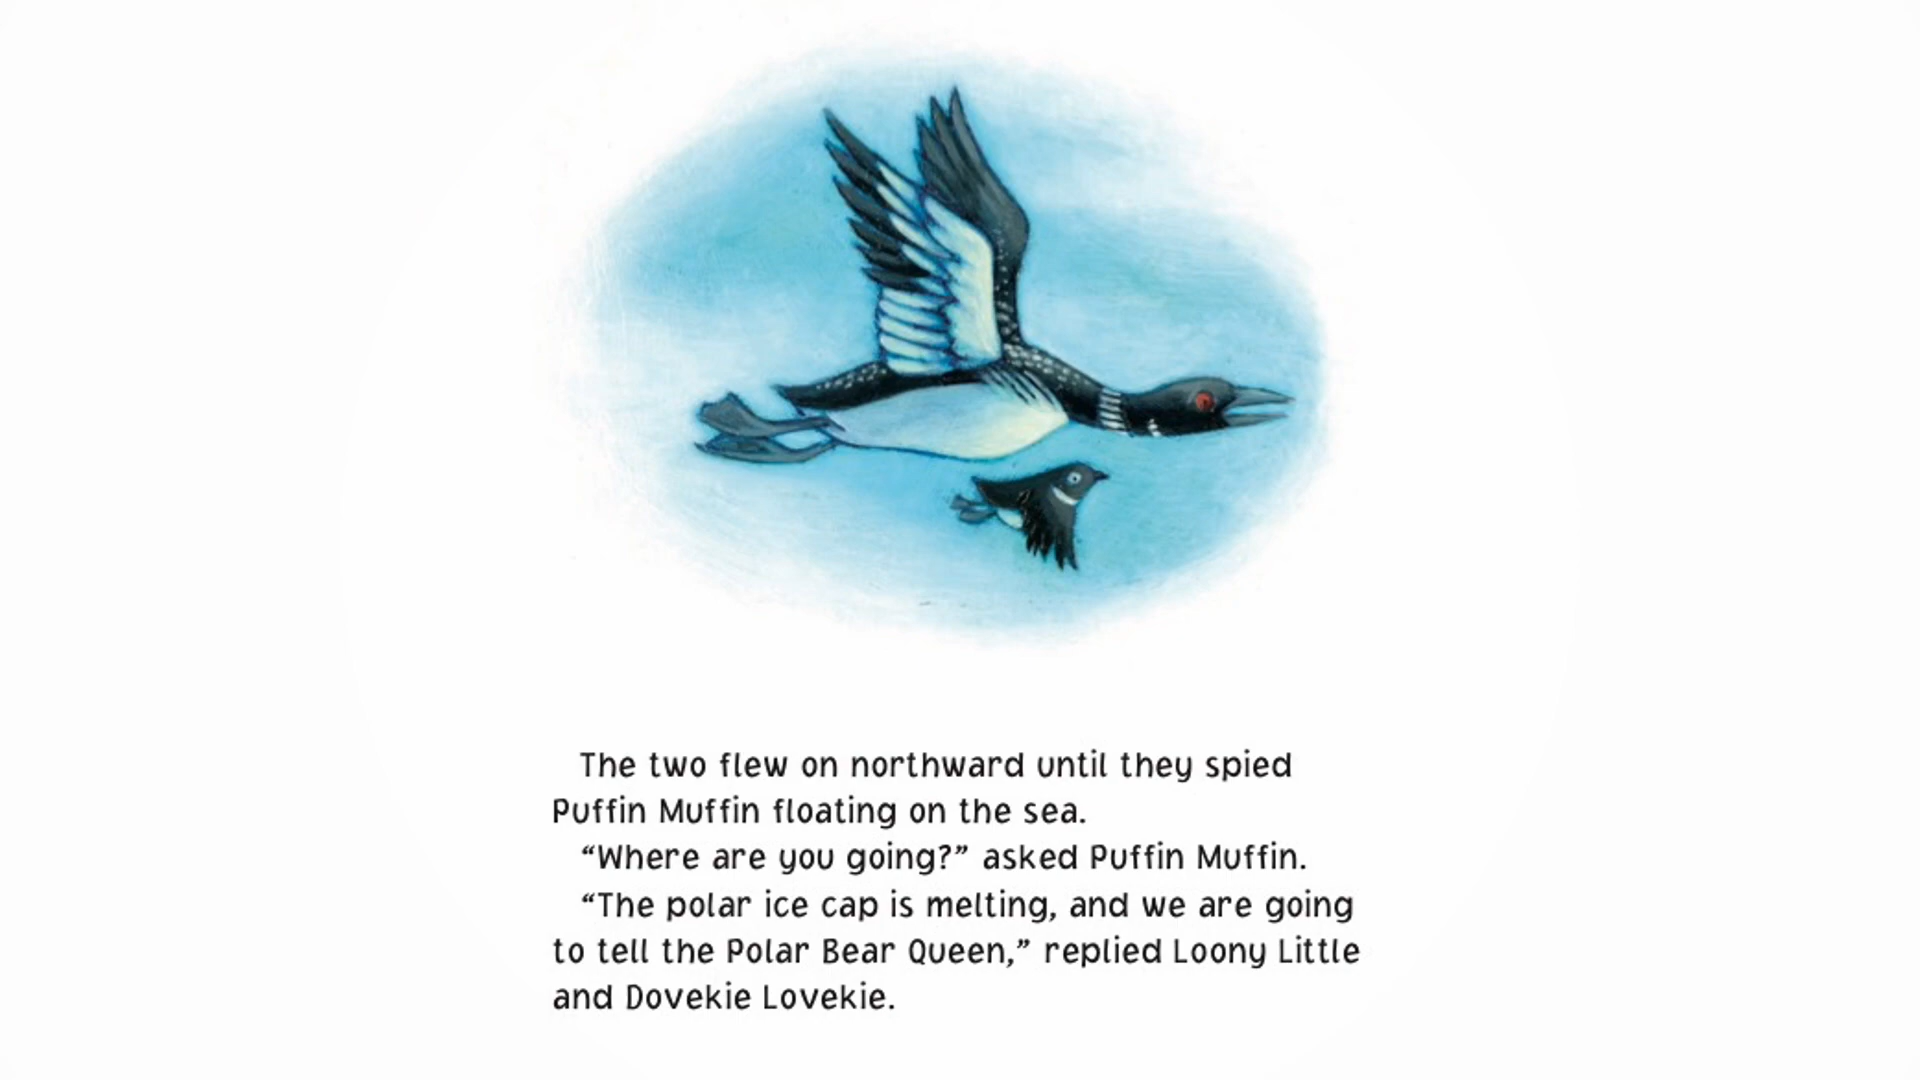 The two flew on northward until they spied
Puffin Muffin floating on the sea.
“Where are you going?” asked Puffin Muffin.
“The polar ice cap is melting, and we are going
to tell the Polar Bear Queen,” replied Loony Little
and Dovekie Lovekie.